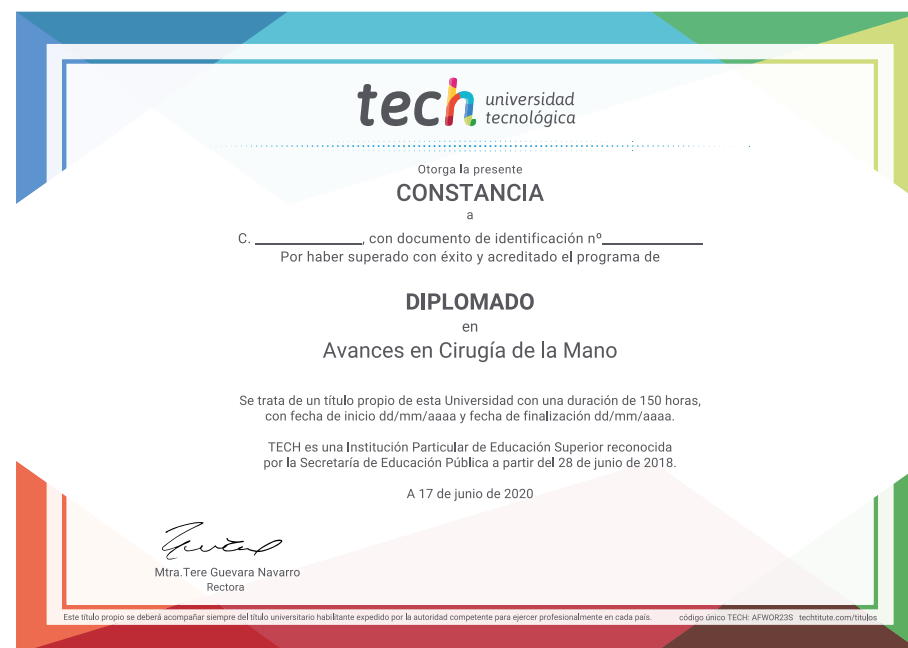 tech universidad
tecnológica
Otorga la presente
CONSTANCIA
a
C. ____________, con documento de identificación nº____________
Por haber superado con éxito y acreditado el programa de
DIPLOMADO
en
Avances en Cirugía de la Mano
Se trata de un título propio de esta Universidad con una duración de 150 horas,
con fecha de inicio dd/mm/aaaa y fecha de finalización dd/mm/aaaa.
TECH es una Institución Particular de Educación Superior reconocida
por la Secretaría de Educación Pública a partir del 28 de junio de 2018.
A 17 de junio de 2020
Mtra.Tere Guevara Navarro
Rectora
Este título propio se deberá acompañar siempre del título universitario habilitante expedido por la autoridad competente para ejercer profesionalmente en cada país. código único TECH: AFWOR23S techtitute.com/titulos